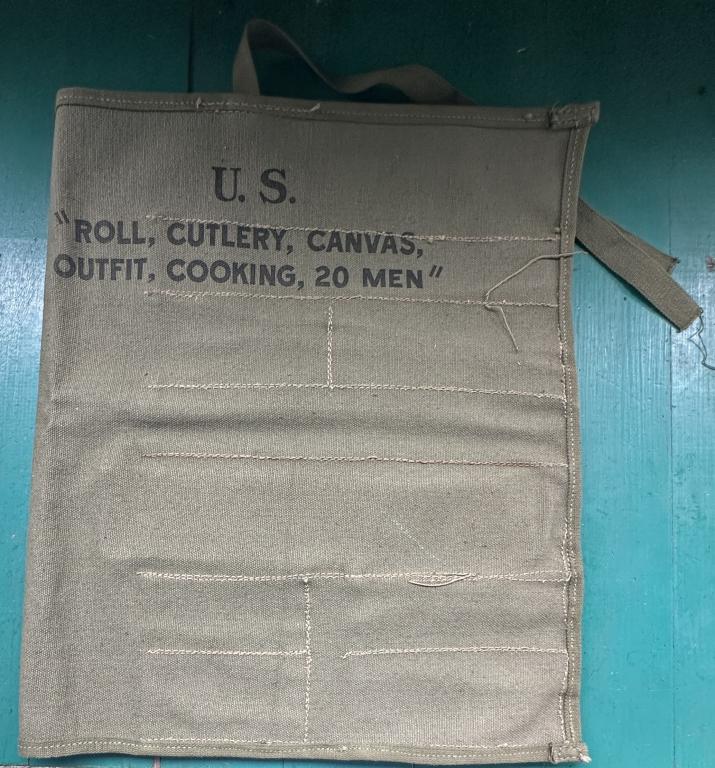 U. S.
"ROLL, CUTLERY, CANVAS,
OUTFIT, COOKING, 20 MEN"